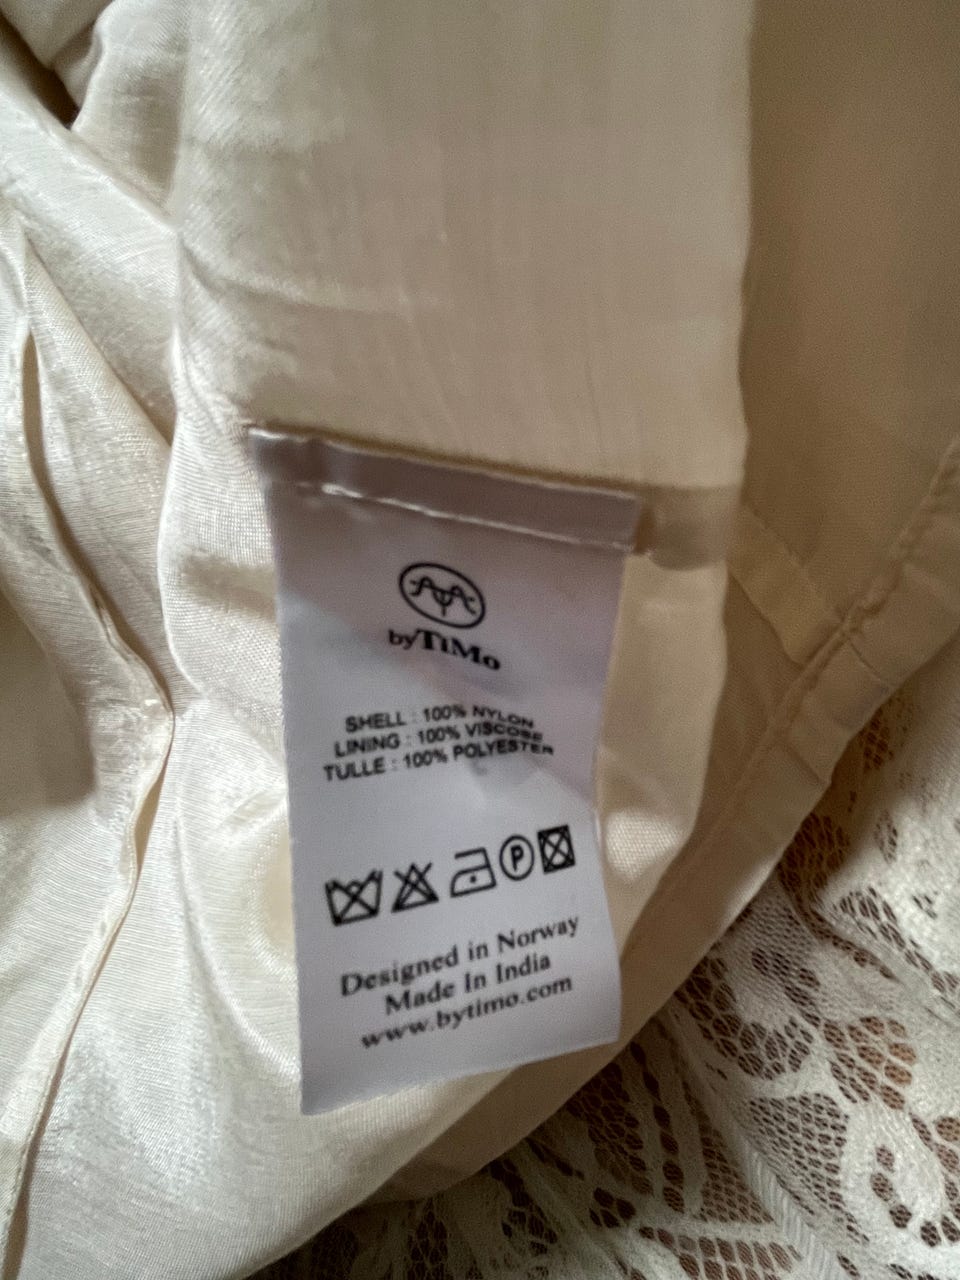 byTiMo
SHELL : 100% NYLON
LINING : 100% VISCOSE
TULLE : 100% POLYESTER
P
Designed in Norway
Made In India
www.bytimo.com